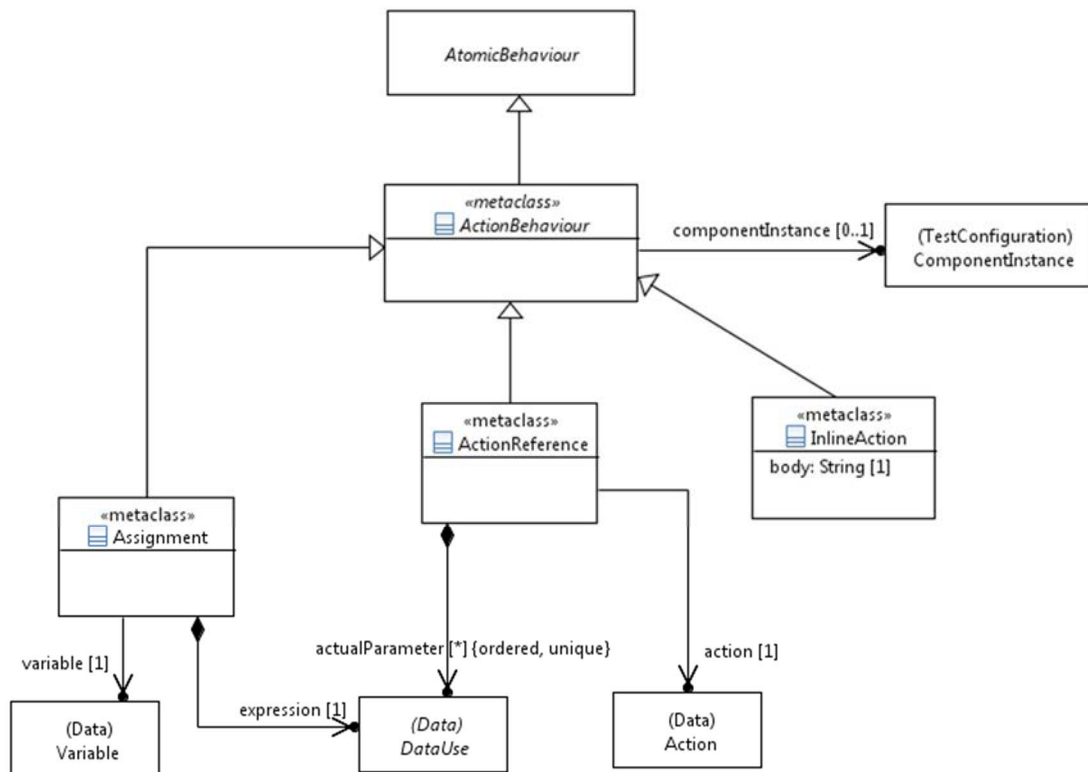 AtomicBehaviour
«metaclass»
ActionBehaviour
componentInstance [0..1]
(TestConfiguration)
ComponentInstance
«metaclass»
ActionReference
«metaclass»
InlineAction
body: String [1]
«metaclass»
Assignment
actualParameter [*] {ordered, unique}
action [1]
variable [1]
expression [1]
(Data)
Variable
(Data)
DataUse
(Data)
Action